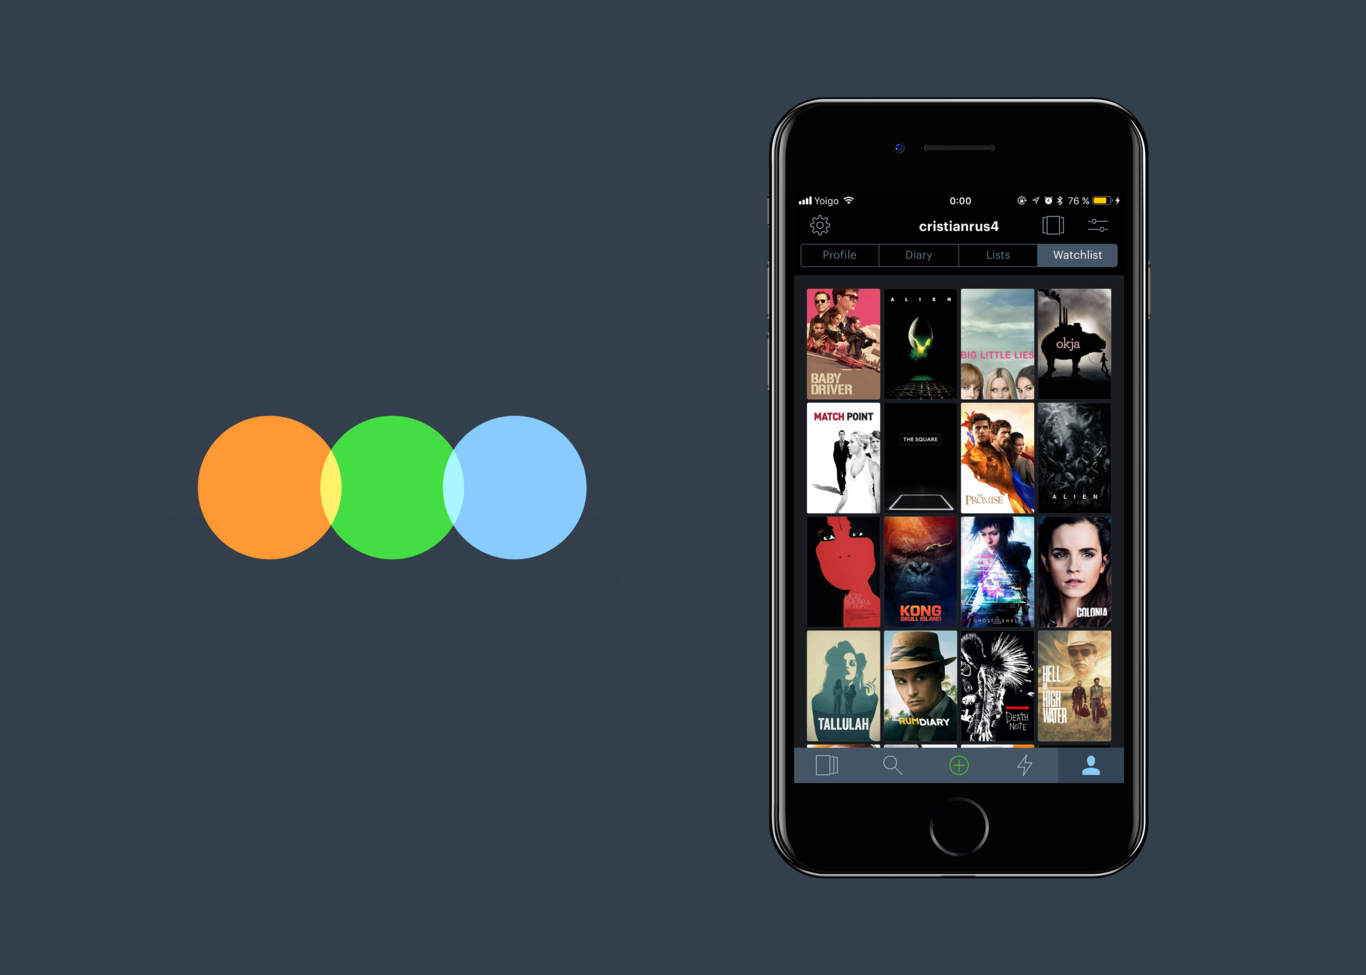 Yoigo 0:00 76 %
cristianrus4
Profile Diary Lists Watchlist
BABY
DRIVER
ALIEN
BIG LITTLE LIES
okja
MATCH POINT
THE SQUARE
THE
PROMISE
ALIEN
KONG
SKULL ISLAND
GHOST SHELL
COLONIA
TALLULAH
THE
RUM DIARY
DEATH
NOTE
HELL
OR
HIGH
WATER